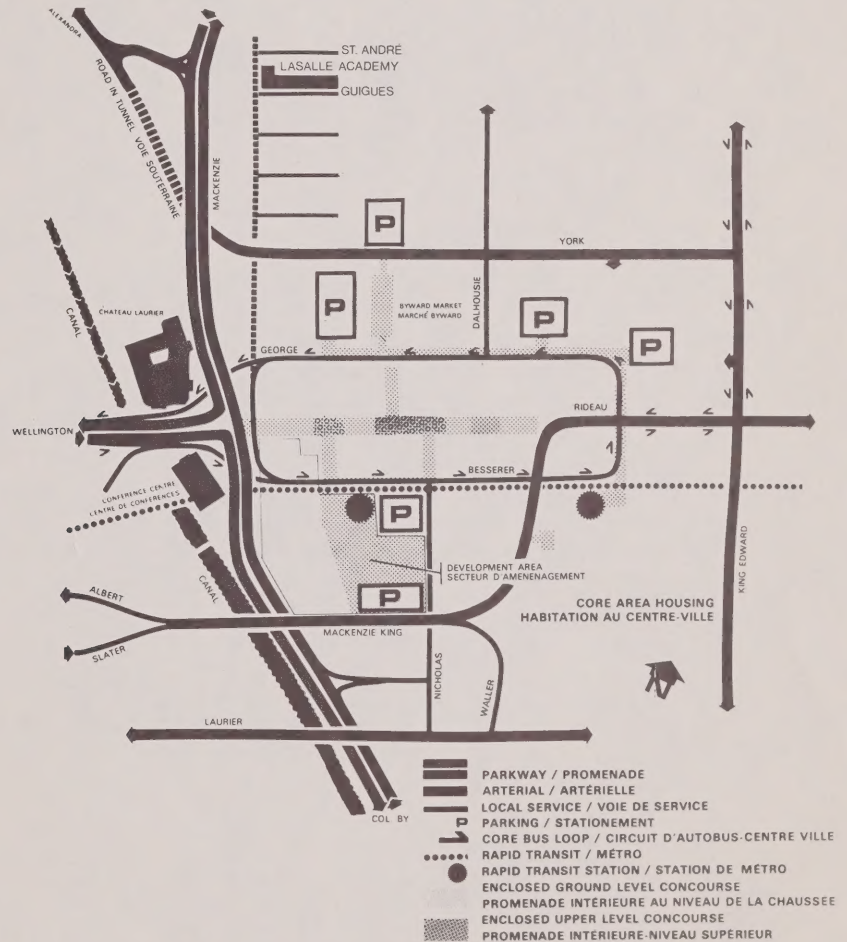 ALEXANDRA
ROAD IN TUNNEL VOIE SOUTERRAINE
MACKENZIE
ST. ANDRÉ
LASALLE ACADEMY
GUIGUES
P
YORK
CANAL
CHATEAU LAURIER
P
BYWARD MARKET
MARCHÉ BYWARD
DALHOUSIE
P
P
GEORGE
RIDEAU
WELLINGTON
BESSERER
CONFERENCE CENTRE
CENTRE DE CONFERENCES
P
CANAL
DEVELOPMENT AREA
SECTEUR D'AMENENAGEMENT
KING EDWARD
ALBERT
P
CORE AREA HOUSING
HABITATION AU CENTRE-VILLE
SLATER
MACKENZIE KING
NICHOLAS
WALLER
LAURIER
COL BY
PARKWAY / PROMENADE
ARTERIAL / ARTÉRIELLE
LOCAL SERVICE / VOIE DE SERVICE
P PARKING / STATIONEMENT
CORE BUS LOOP / CIRCUIT D'AUTOBUS-CENTRE VILLE
RAPID TRANSIT / MÉTRO
RAPID TRANSIT STATION / STATION DE MÉTRO
ENCLOSED GROUND LEVEL CONCOURSE
PROMENADE INTÉRIEURE AU NIVEAU DE LA CHAUSSÉE
ENCLOSED UPPER LEVEL CONCOURSE
PROMENADE INTÉRIEURE-NIVEAU SUPÉRIEUR